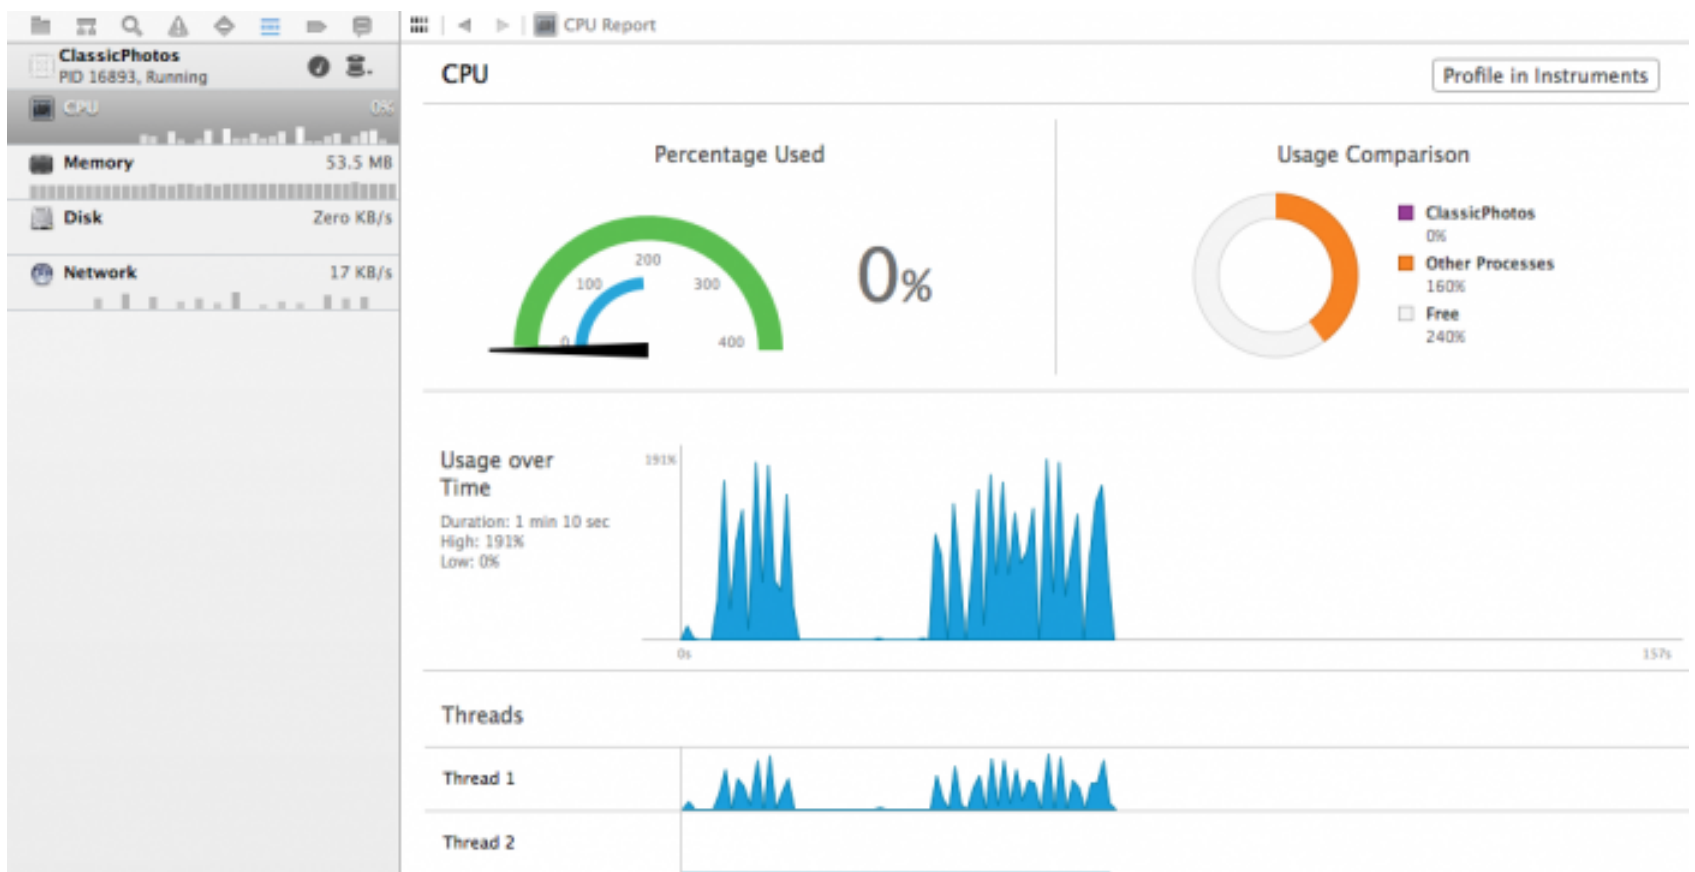 CPU Report
ClassicPhotos
PID 16893, Running
CPU 0%
Memory 53.5 MB
Disk Zero KB/s
Network 17 KB/s
CPU
Profile in Instruments
Percentage Used
0
100
200
300
400
0%
Usage Comparison
ClassicPhotos
0%
Other Processes
160%
Free
240%
Usage over
Time
Duration: 1 min 10 sec
High: 191%
Low: 0%
191%
0s
157s
Threads
Thread 1
Thread 2